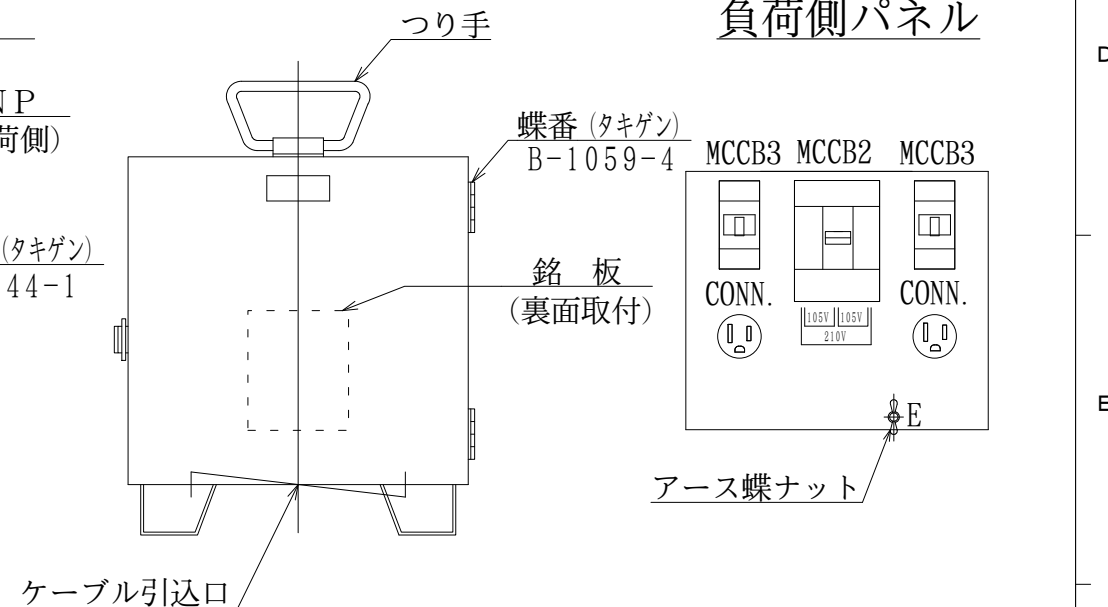 つり手
負荷側パネル
NP
荷側)
蝶番 (タキゲン)
B-1059-4
MCCB3 MCCB2 MCCB3
(タキゲン)
44-1
銘 板
(裏面取付)
CONN. CONN.
105V 105V
210V
E
アース蝶ナット
ケーブル引込口
D
E